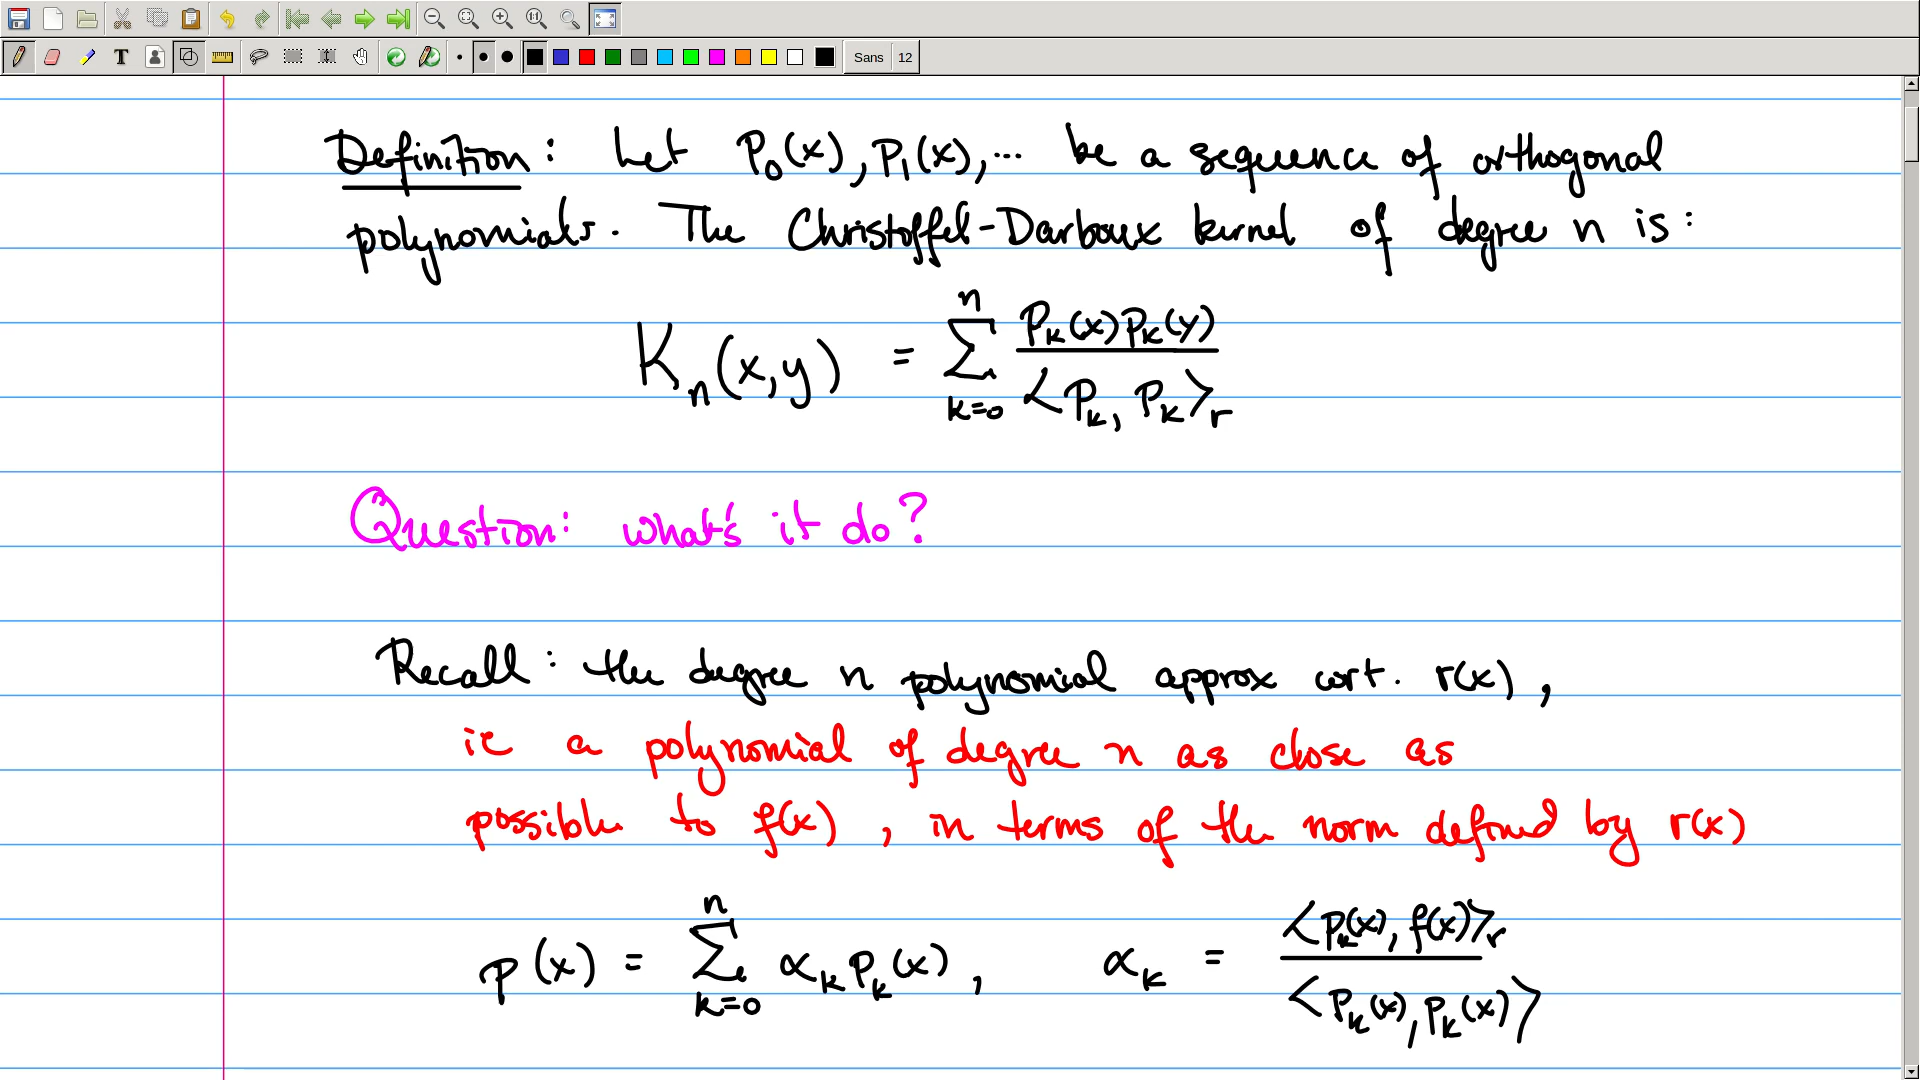 Sans 12
Definition: Let p₀(x), p₁(x), ... be a sequence of orthogonal
polynomials. The Christoffel-Darboux kernel of degree n is:
Kₙ(x,y) = ∑_{k=0}^{n} pₖ(x)pₖ(y) / <pₖ, pₖ>ᵣ
Question: what's it do?
Recall: the degree n polynomial approx wrt. r(x),
ie a polynomial of degree n as close as
possible to f(x), in terms of the norm defined by r(x)
p(x) = ∑_{k=0}^{n} αₖpₖ(x), αₖ = <pₖ(x), f(x)>ᵣ / <pₖ(x), pₖ(x)>